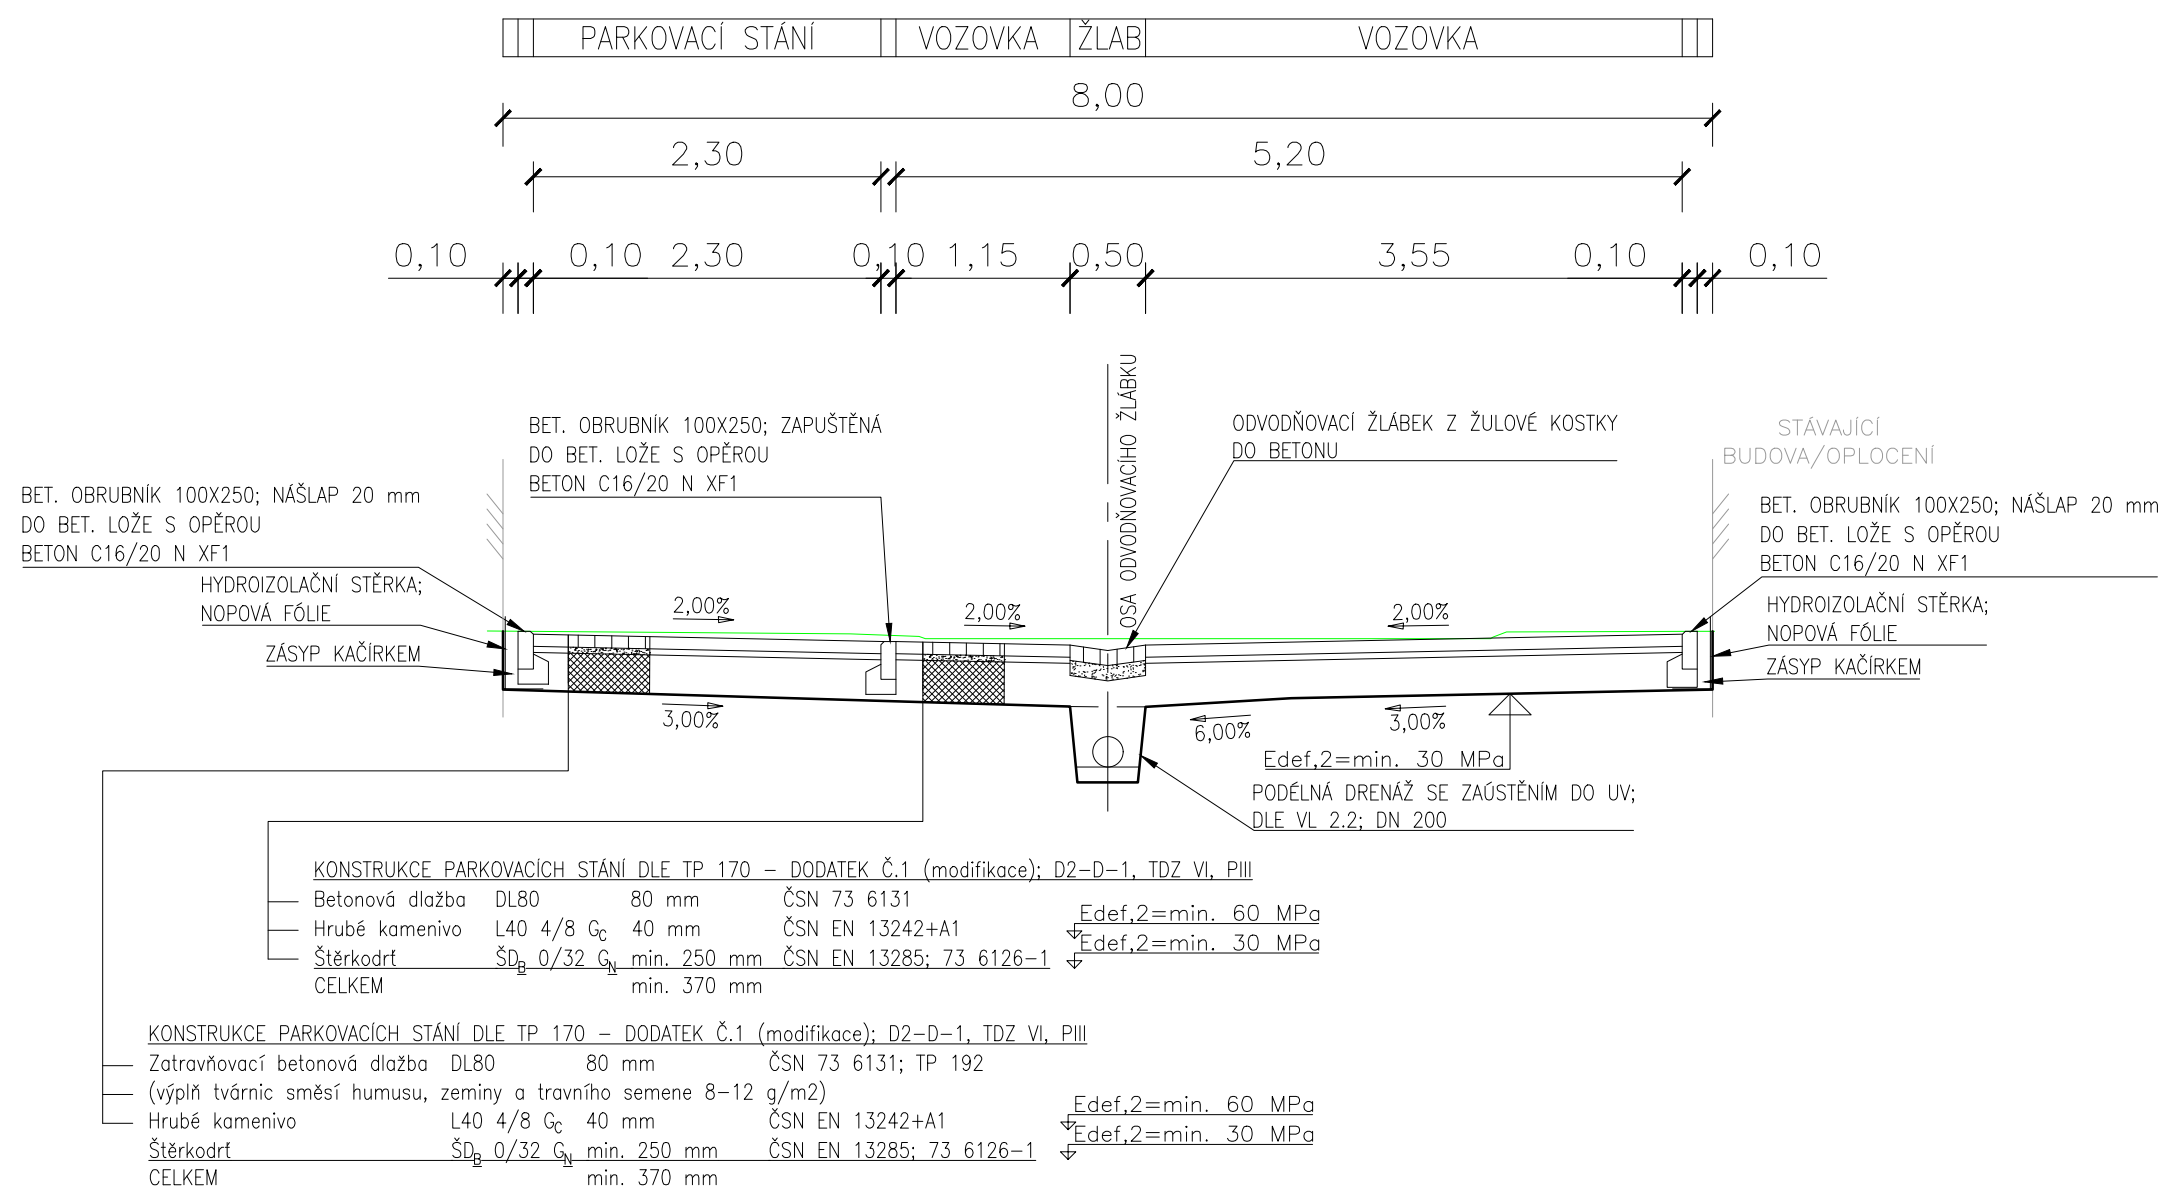 PARKOVACÍ STÁNÍ VOZOVKA ŽLAB VOZOVKA
8,00
2,30 5,20
0,10 0,10 2,30 0,10 1,15 0,50 3,55 0,10 0,10
OSA ODVODŇOVACÍHO ŽLÁBKU
BET. OBRUBNÍK 100X250; ZAPUŠTĚNÁ
DO BET. LOŽE S OPĚROU
BETON C16/20 N XF1
ODVODŇOVACÍ ŽLÁBEK Z ŽULOVÉ KOSTKY
DO BETONU
STÁVAJÍCÍ
BUDOVA/OPLOCENÍ
BET. OBRUBNÍK 100X250; NÁŠLAP 20 mm
DO BET. LOŽE S OPĚROU
BETON C16/20 N XF1
HYDROIZOLAČNÍ STĚRKA;
NOPOVÁ FÓLIE
ZÁSYP KAČÍRKEM
BET. OBRUBNÍK 100X250; NÁŠLAP 20 mm
DO BET. LOŽE S OPĚROU
BETON C16/20 N XF1
HYDROIZOLAČNÍ STĚRKA;
NOPOVÁ FÓLIE
ZÁSYP KAČÍRKEM
2,00% 2,00% 2,00%
3,00% 6,00% 3,00%
Edef,2=min. 30 MPa
PODÉLNÁ DRENÁŽ SE ZAÚSTĚNÍM DO UV;
DLE VL 2.2; DN 200
KONSTRUKCE PARKOVACÍCH STÁNÍ DLE TP 170 – DODATEK Č.1 (modifikace); D2-D-1, TDZ VI, PIII
Betonová dlažba DL80 80 mm ČSN 73 6131
Hrubé kamenivo L40 4/8 GC 40 mm ČSN EN 13242+A1 Edef,2=min. 60 MPa
Štěrkodrť ŠDB 0/32 GN min. 250 mm ČSN EN 13285; 73 6126-1 Edef,2=min. 30 MPa
CELKEM min. 370 mm
KONSTRUKCE PARKOVACÍCH STÁNÍ DLE TP 170 – DODATEK Č.1 (modifikace); D2-D-1, TDZ VI, PIII
Zatravňovací betonová dlažba DL80 80 mm ČSN 73 6131; TP 192
(výplň tvárnic směsí humusu, zeminy a travního semene 8-12 g/m2)
Hrubé kamenivo L40 4/8 GC 40 mm ČSN EN 13242+A1 Edef,2=min. 60 MPa
Štěrkodrť ŠDB 0/32 GN min. 250 mm ČSN EN 13285; 73 6126-1 Edef,2=min. 30 MPa
CELKEM min. 370 mm